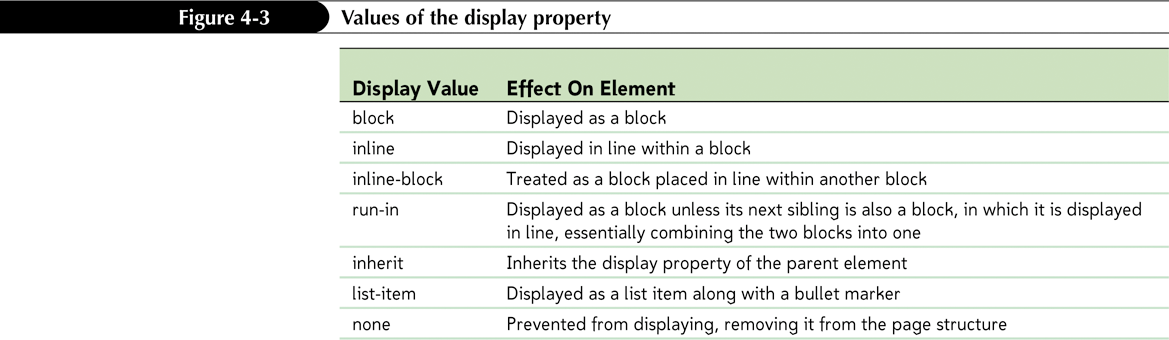 Figure 4-3 Values of the display property
Display Value Effect On Element
block Displayed as a block
inline Displayed in line within a block
inline-block Treated as a block placed in line within another block
run-in Displayed as a block unless its next sibling is also a block, in which it is displayed
in line, essentially combining the two blocks into one
inherit Inherits the display property of the parent element
list-item Displayed as a list item along with a bullet marker
none Prevented from displaying, removing it from the page structure